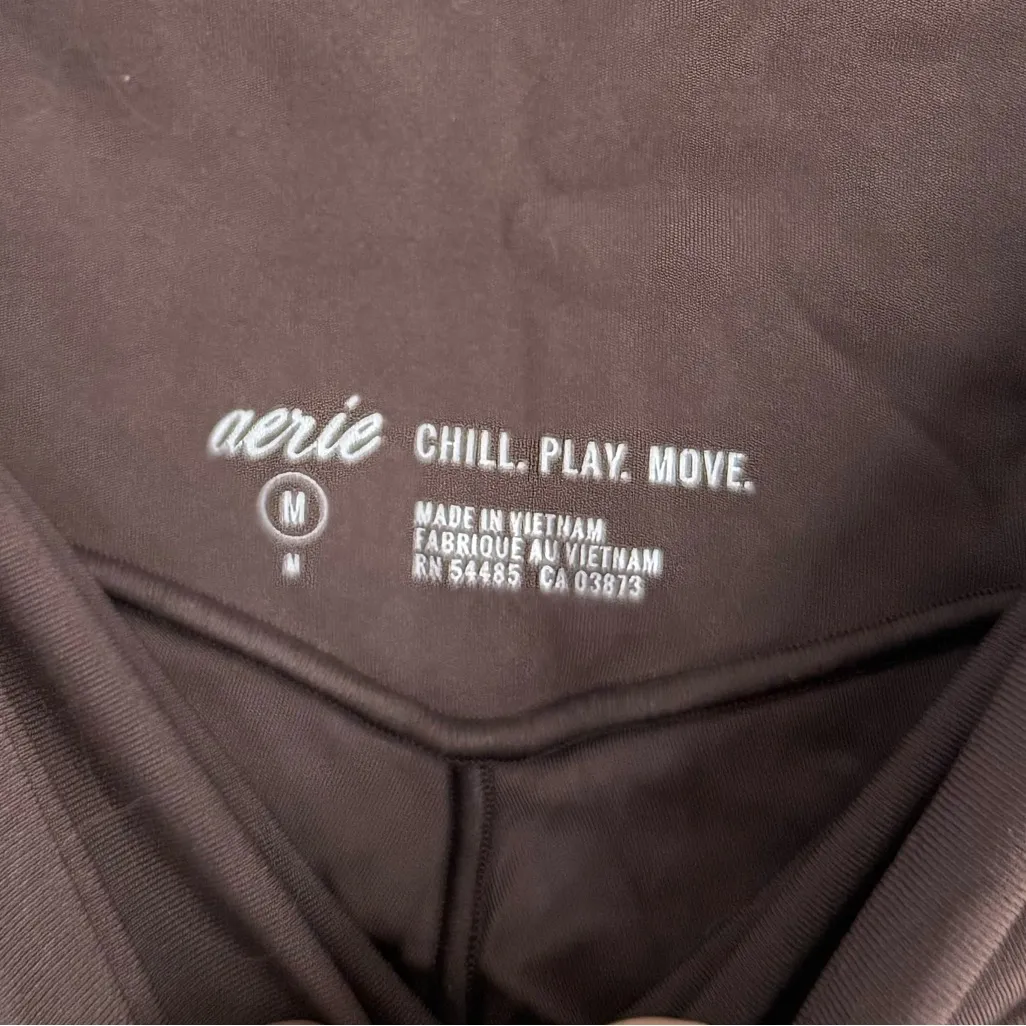 aerie CHILL. PLAY. MOVE.
M
M
MADE IN VIETNAM
FABRIQUE AU VIETNAM
RN 54485 CA 03873